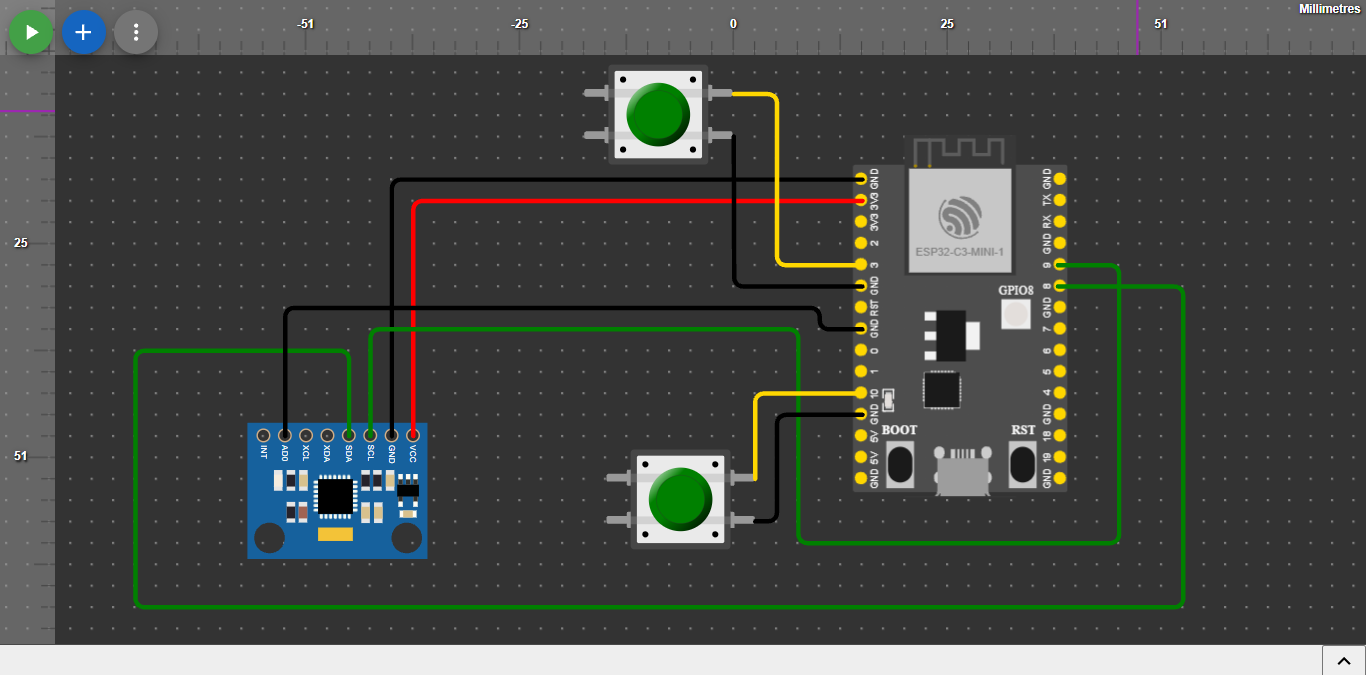 Millimetres
-51
-25
0
25
51
25
51
ESP32-C3-MINI-1
GPIO8
BOOT
RST
GND
3V3
3V3
2
3
GND
RST
GND
0
1
10
GND
5V
5V
GND
GND
TX
RX
GND
9
8
GND
7
6
5
4
GND
18
19
GND
INT
AD0
XCL
XDA
SDA
SCL
GND
VCC